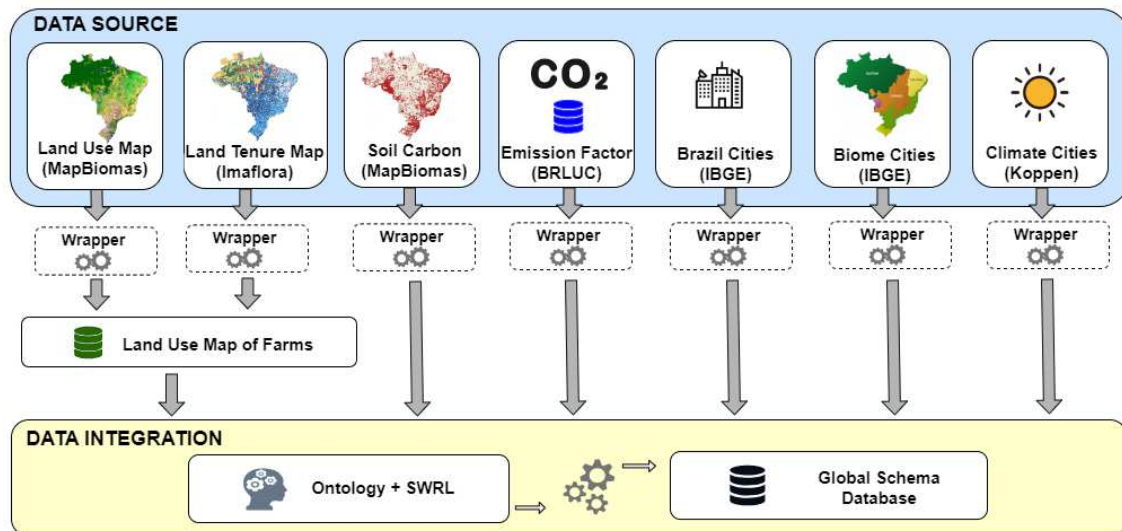 DATA SOURCE
Land Use Map
(MapBiomas)
Land Tenure Map
(Imaflora)
Soil Carbon
(MapBiomas)
CO2
Emission Factor
(BRLUC)
Brazil Cities
(IBGE)
Biome Cities
(IBGE)
Climate Cities
(Koppen)
Wrapper
Wrapper
Wrapper
Wrapper
Wrapper
Wrapper
Wrapper
Land Use Map of Farms
DATA INTEGRATION
Ontology + SWRL
Global Schema
Database